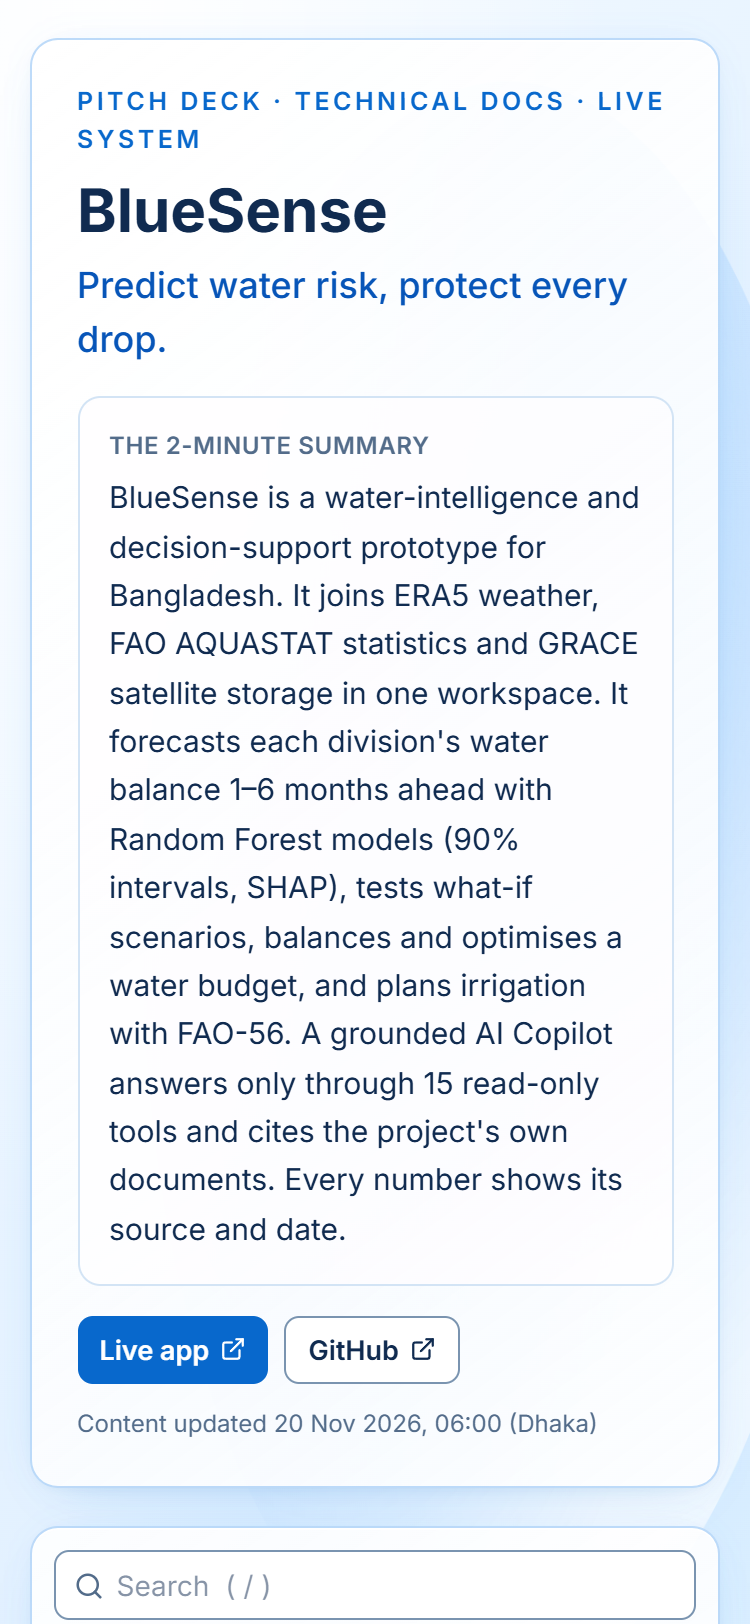 PITCH DECK · TECHNICAL DOCS · LIVE
SYSTEM
BlueSense
Predict water risk, protect every
drop.
THE 2-MINUTE SUMMARY
BlueSense is a water-intelligence and
decision-support prototype for
Bangladesh. It joins ERA5 weather,
FAO AQUASTAT statistics and GRACE
satellite storage in one workspace. It
forecasts each division's water
balance 1–6 months ahead with
Random Forest models (90%
intervals, SHAP), tests what-if
scenarios, balances and optimises a
water budget, and plans irrigation
with FAO-56. A grounded AI Copilot
answers only through 15 read-only
tools and cites the project's own
documents. Every number shows its
source and date.
Live app
GitHub
Content updated 20 Nov 2026, 06:00 (Dhaka)
Search ( / )